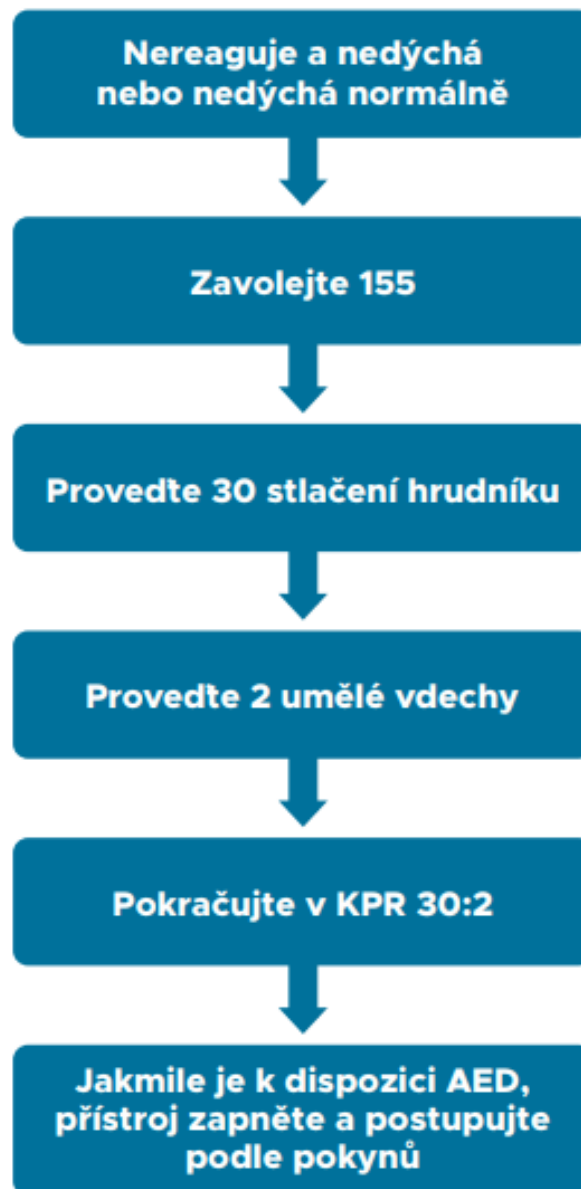 Nereaguje a nedýchá
nebo nedýchá normálně
Zavolejte 155
Proveďte 30 stlačení hrudníku
Proveďte 2 umělé vdechy
Pokračujte v KPR 30:2
Jakmile je k dispozici AED,
přístroj zapněte a postupujte
podle pokynů